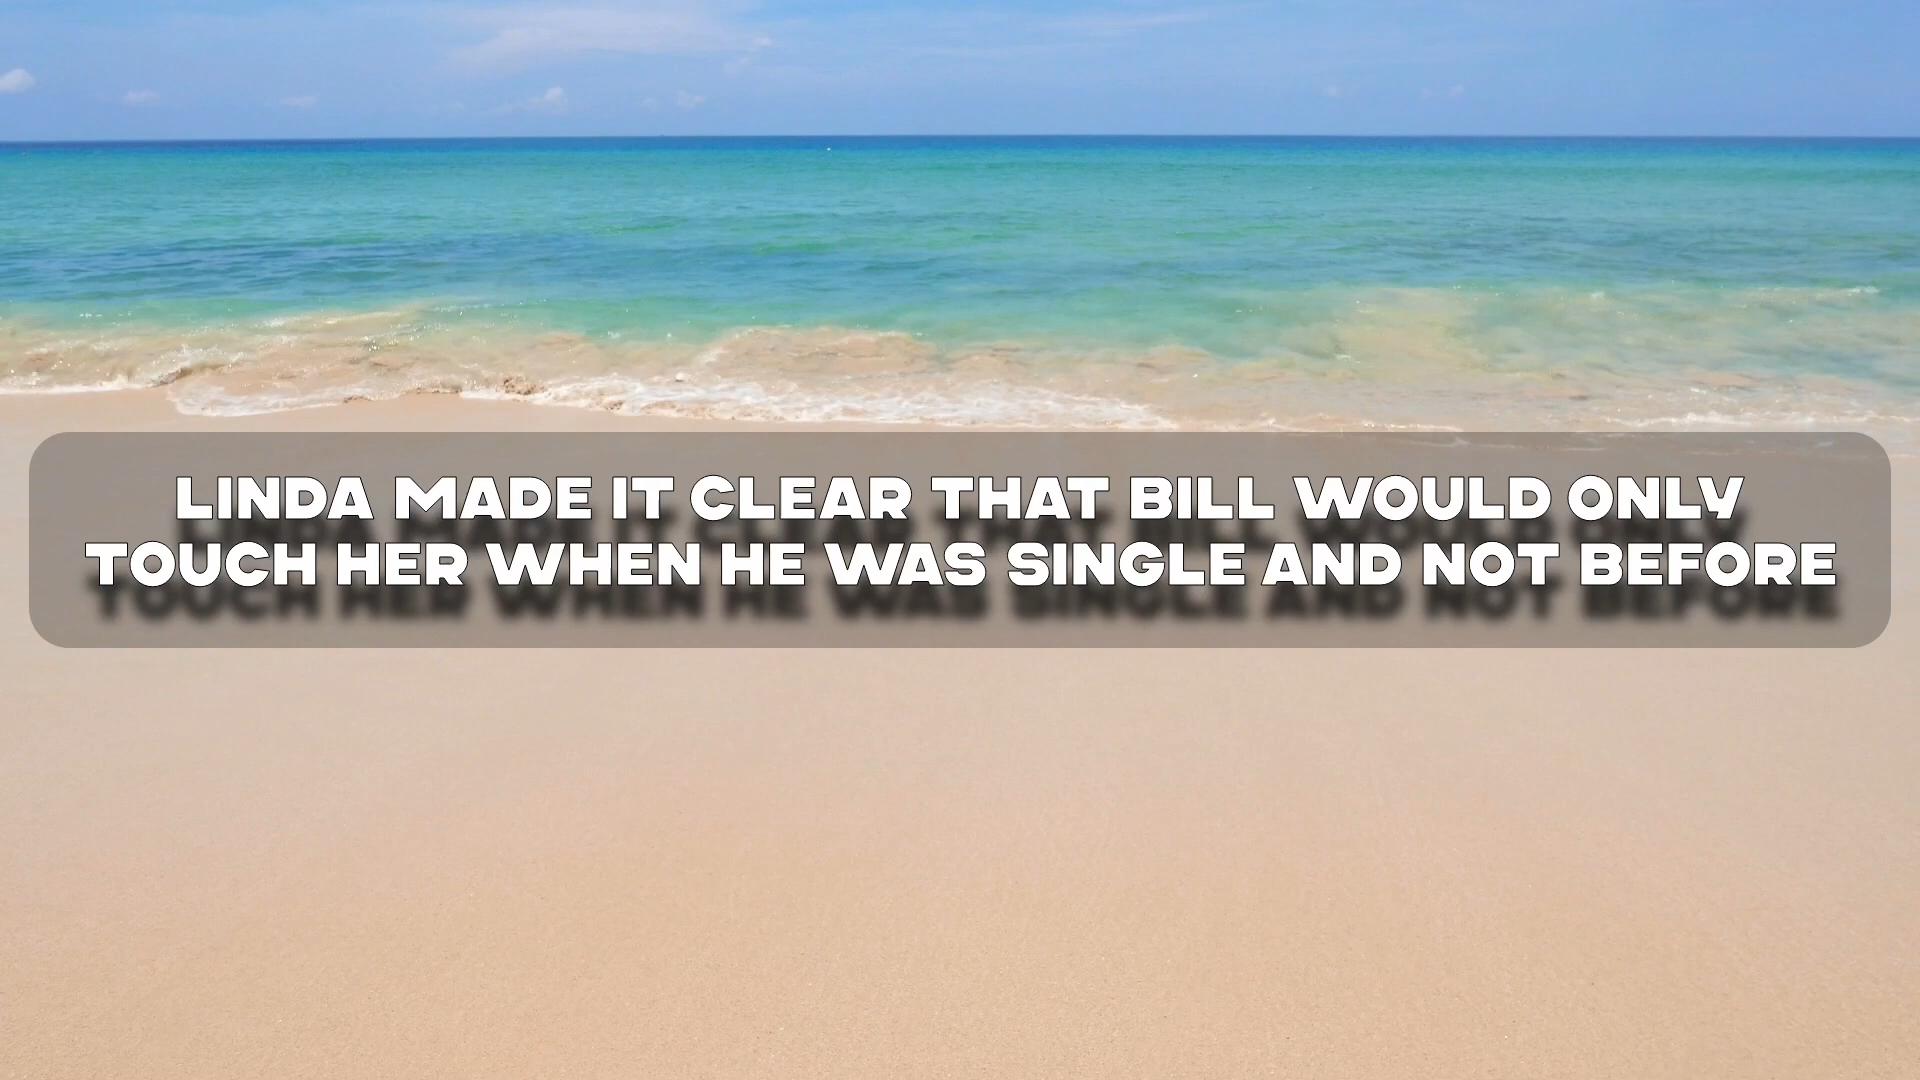 LINDA MADE IT CLEAR THAT BILL WOULD ONLY
TOUCH HER WHEN HE WAS SINGLE AND NOT BEFORE